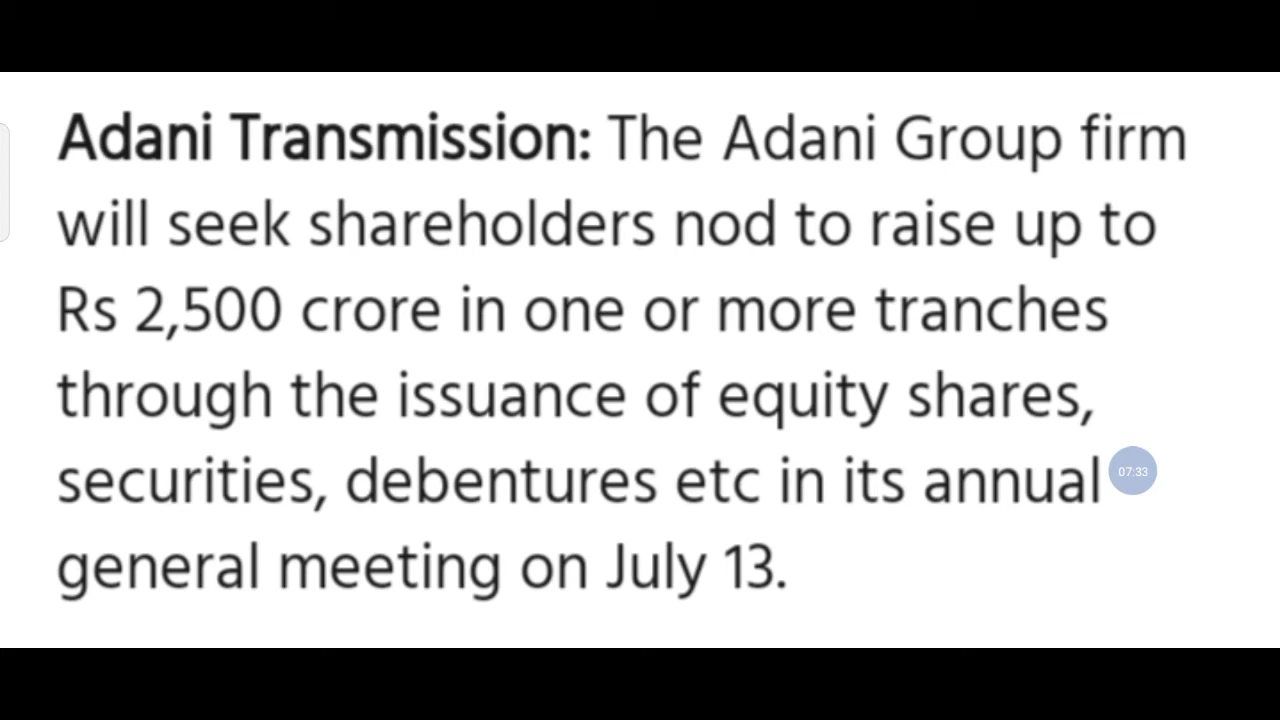 Adani Transmission: The Adani Group firm
will seek shareholders nod to raise up to
Rs 2,500 crore in one or more tranches
through the issuance of equity shares,
securities, debentures etc in its annual
07:33
general meeting on July 13.